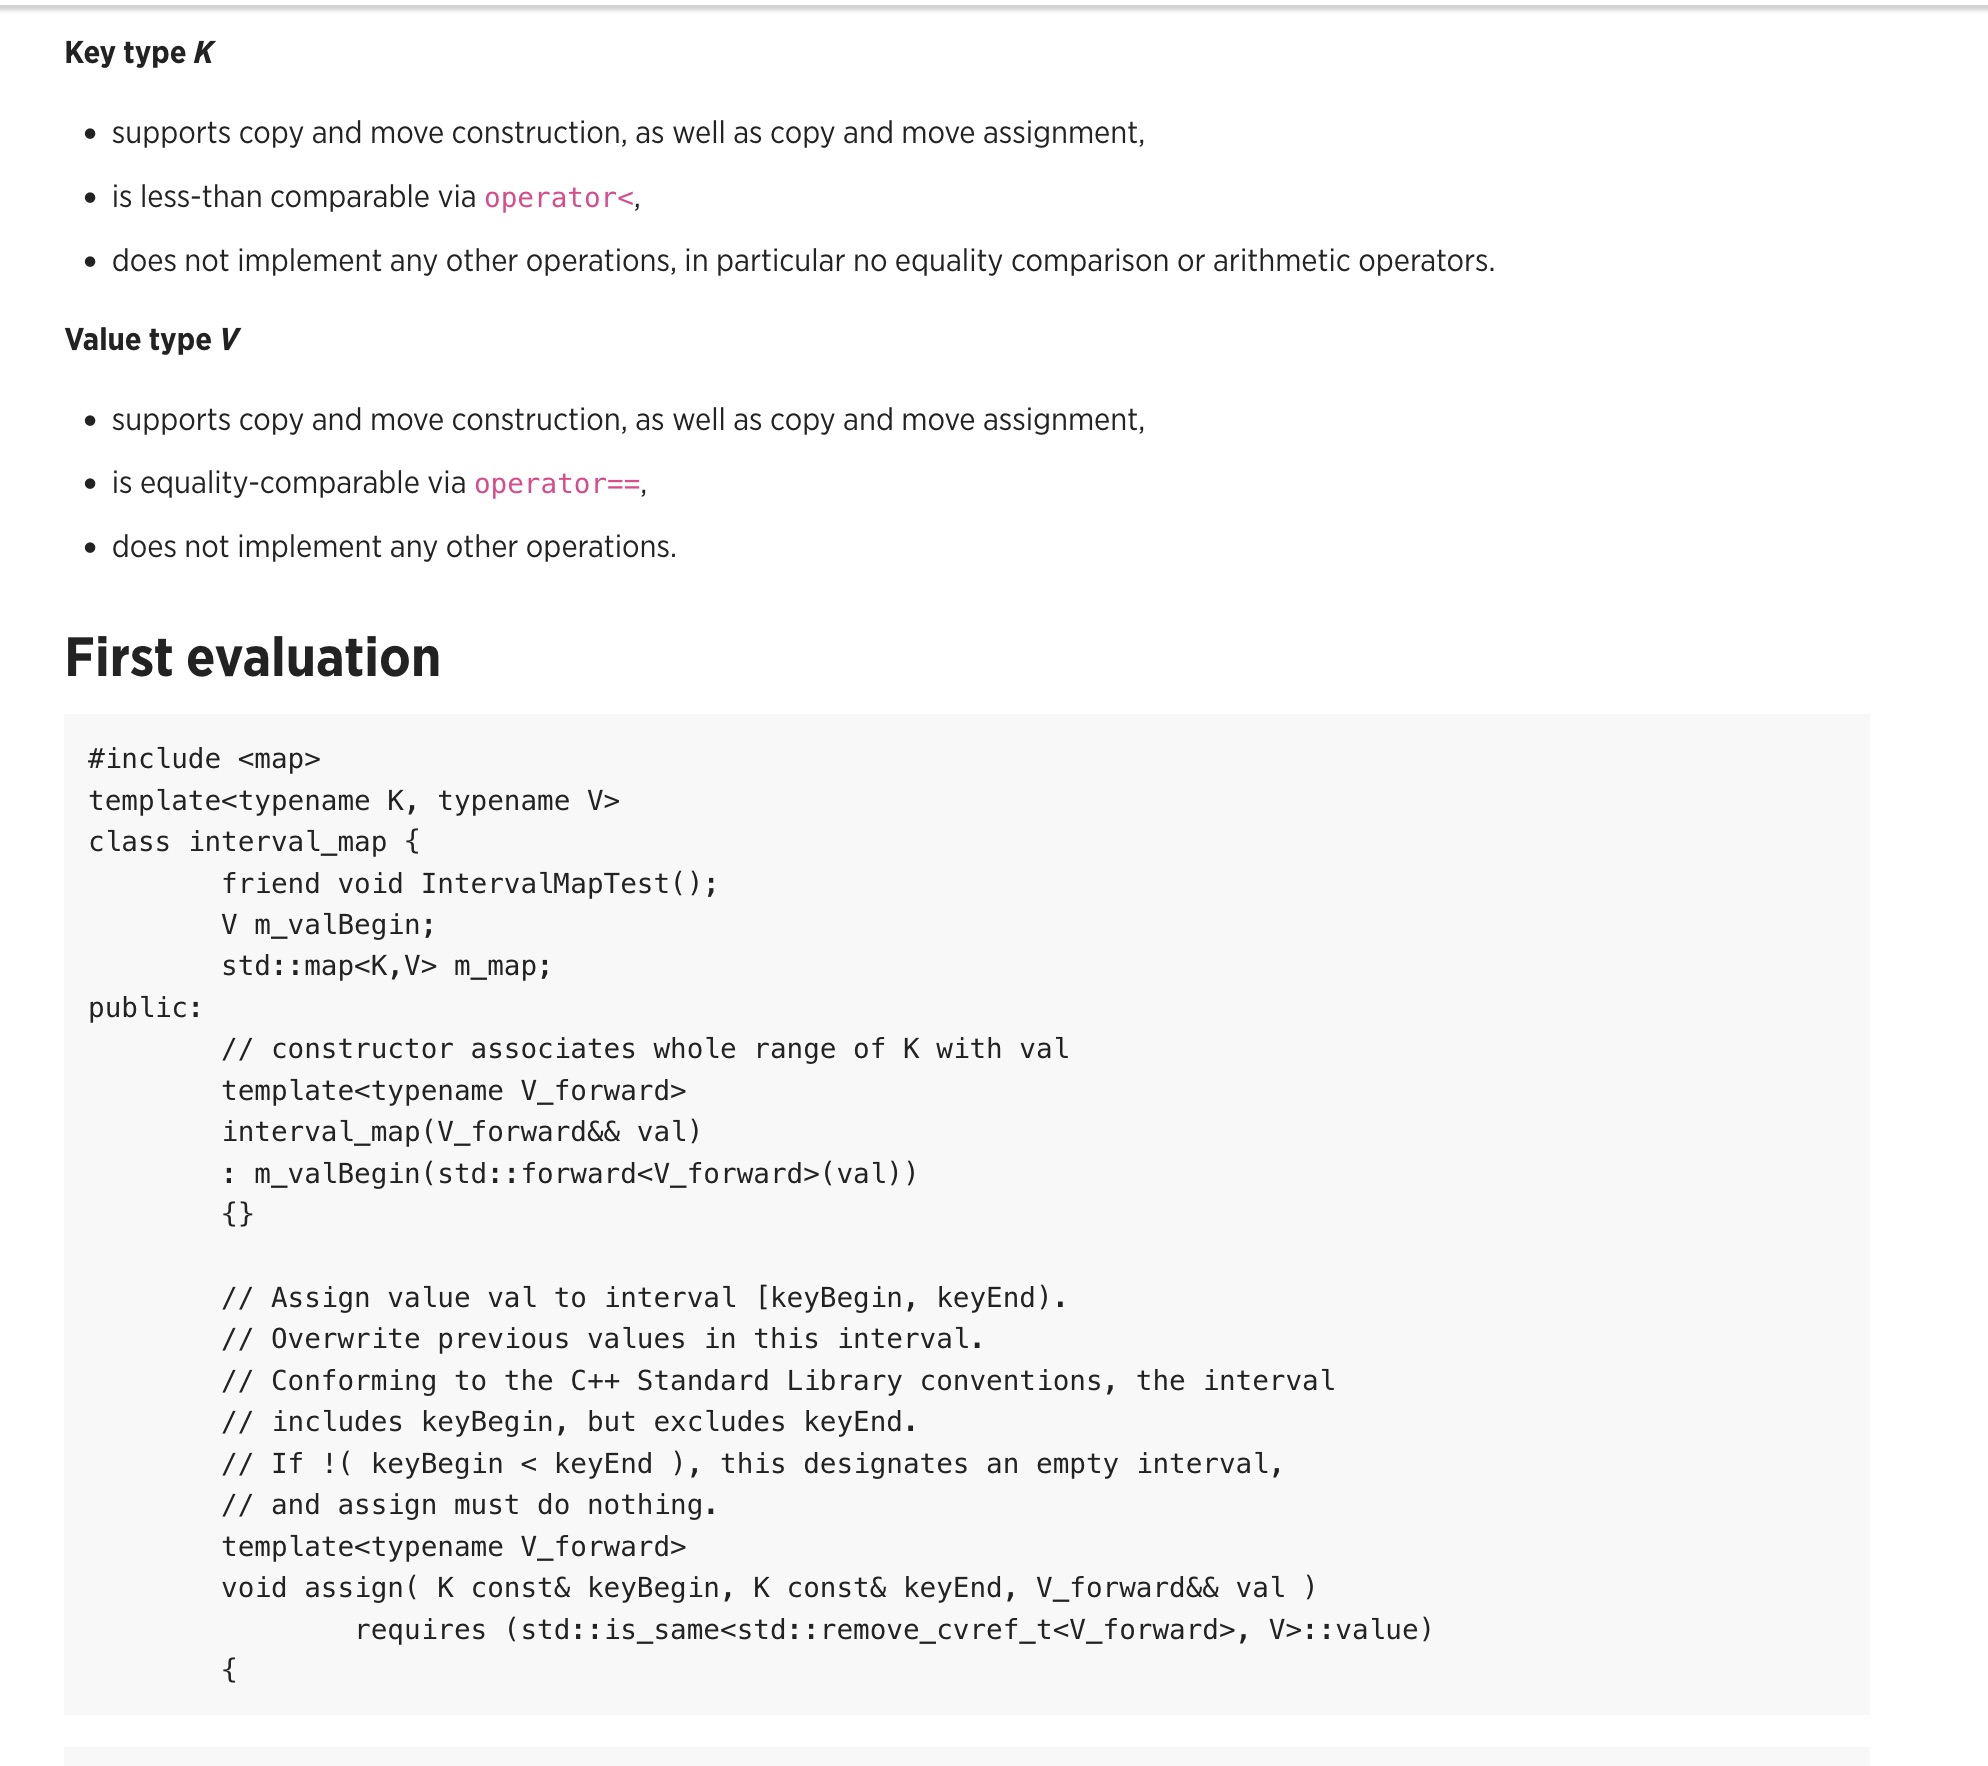 Key type K
supports copy and move construction, as well as copy and move assignment,
is less-than comparable via operator<,
does not implement any other operations, in particular no equality comparison or arithmetic operators.
Value type V
supports copy and move construction, as well as copy and move assignment,
is equality-comparable via operator==,
does not implement any other operations.
First evaluation
#include <map>
template<typename K, typename V>
class interval_map {
        friend void IntervalMapTest();
        V m_valBegin;
        std::map<K,V> m_map;
public:
        // constructor associates whole range of K with val
        template<typename V_forward>
        interval_map(V_forward&& val)
        : m_valBegin(std::forward<V_forward>(val))
        {}

        // Assign value val to interval [keyBegin, keyEnd).
        // Overwrite previous values in this interval.
        // Conforming to the C++ Standard Library conventions, the interval
        // includes keyBegin, but excludes keyEnd.
        // If !( keyBegin < keyEnd ), this designates an empty interval,
        // and assign must do nothing.
        template<typename V_forward>
        void assign( K const& keyBegin, K const& keyEnd, V_forward&& val )
                requires (std::is_same<std::remove_cvref_t<V_forward>, V>::value)
        {